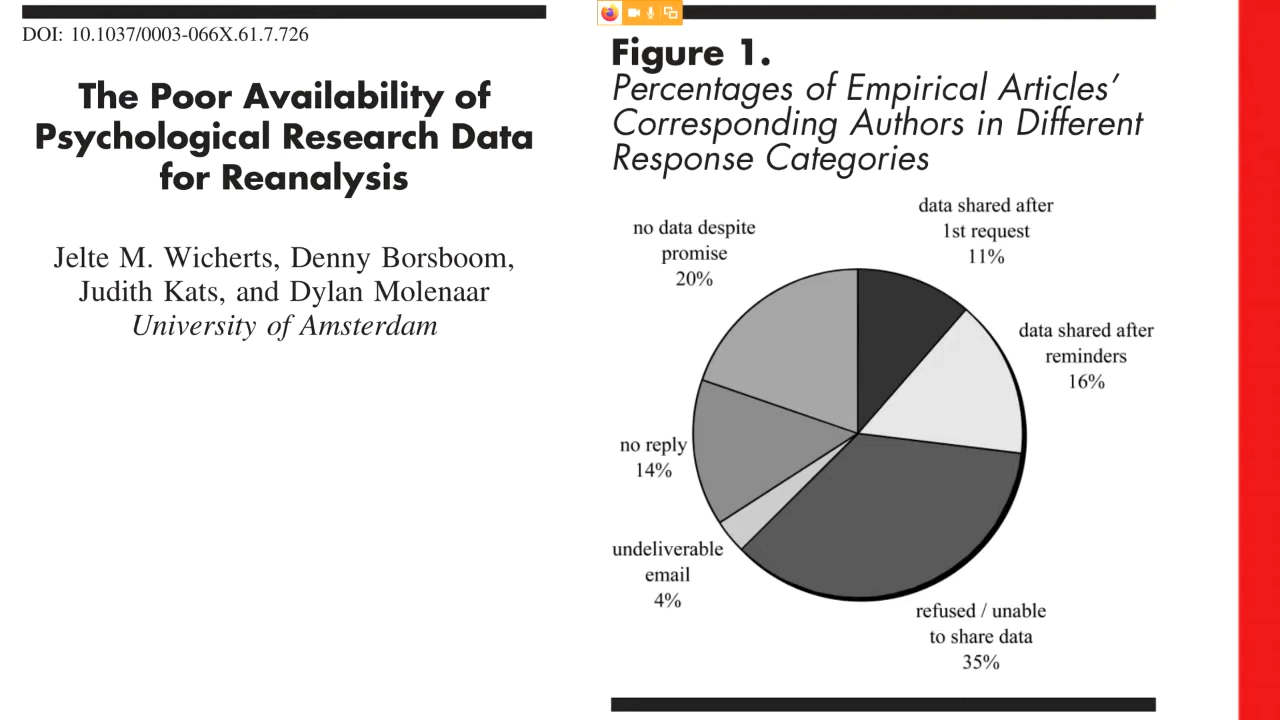 DOI: 10.1037/0003-066X.61.7.726
The Poor Availability of
Psychological Research Data
for Reanalysis
Jelte M. Wicherts, Denny Borsboom,
Judith Kats, and Dylan Molenaar
University of Amsterdam
Figure 1.
Percentages of Empirical Articles’
Corresponding Authors in Different
Response Categories
data shared after
1st request
11%
data shared after
reminders
16%
refused / unable
to share data
35%
undeliverable
email
4%
no reply
14%
no data despite
promise
20%